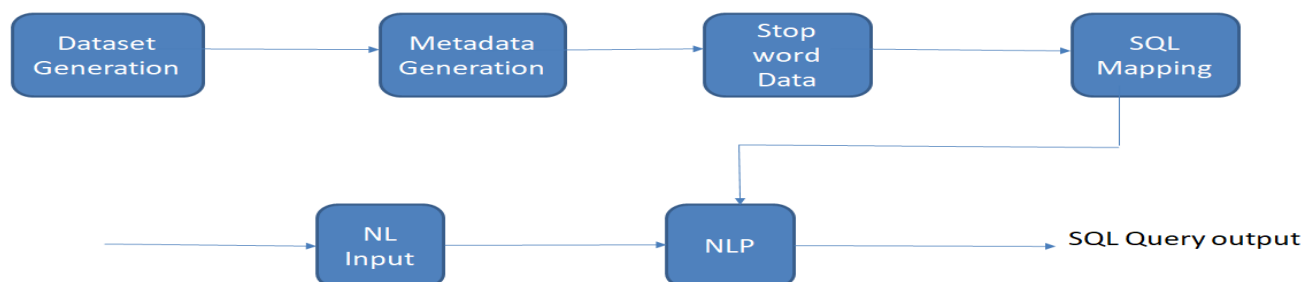 Dataset
Generation
Metadata
Generation
Stop
word
Data
SQL
Mapping
NL
Input
NLP
SQL Query output